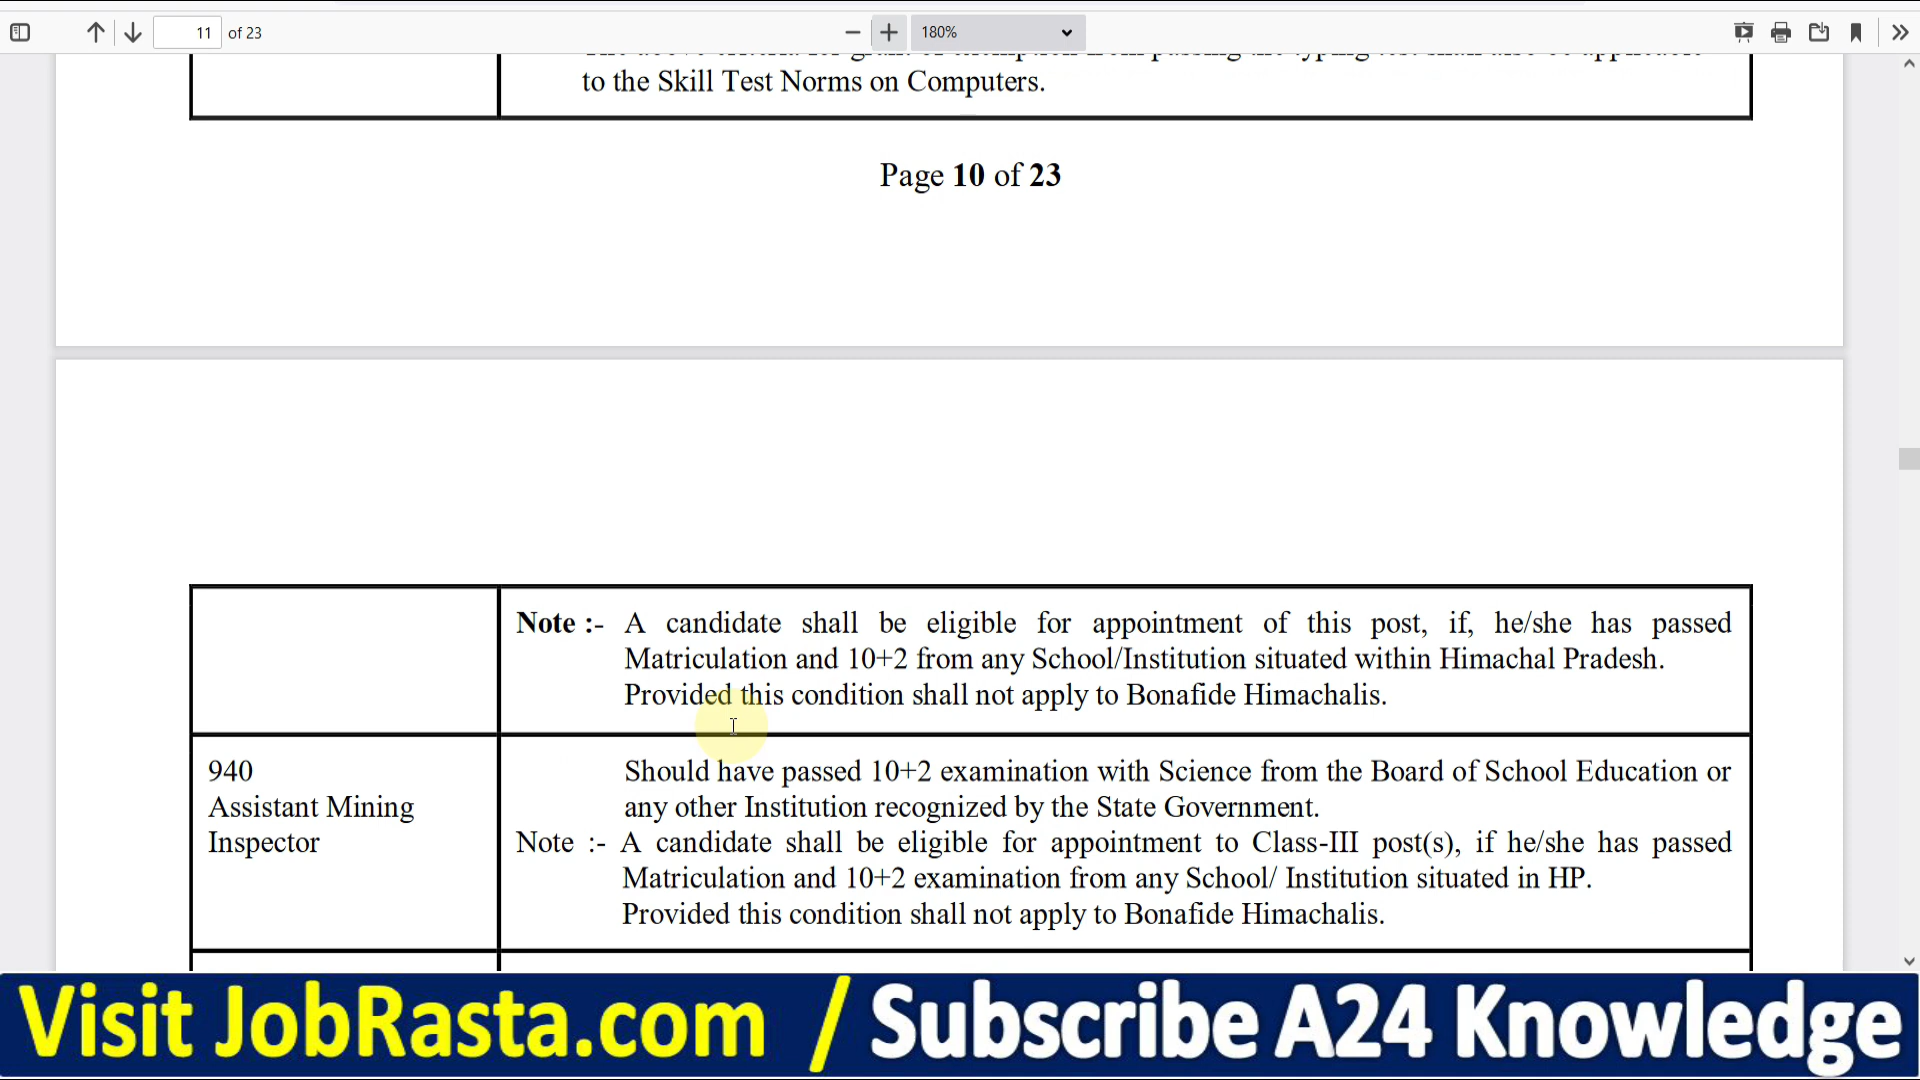 11 of 23
180%
to the Skill Test Norms on Computers.
Page 10 of 23
Note :- A candidate shall be eligible for appointment of this post, if, he/she has passed
Matriculation and 10+2 from any School/Institution situated within Himachal Pradesh.
Provided this condition shall not apply to Bonafide Himachalis.
940
Assistant Mining
Inspector
Should have passed 10+2 examination with Science from the Board of School Education or
any other Institution recognized by the State Government.
Note :- A candidate shall be eligible for appointment to Class-III post(s), if he/she has passed
Matriculation and 10+2 examination from any School/ Institution situated in HP.
Provided this condition shall not apply to Bonafide Himachalis.
Visit JobRasta.com / Subscribe A24 Knowledge